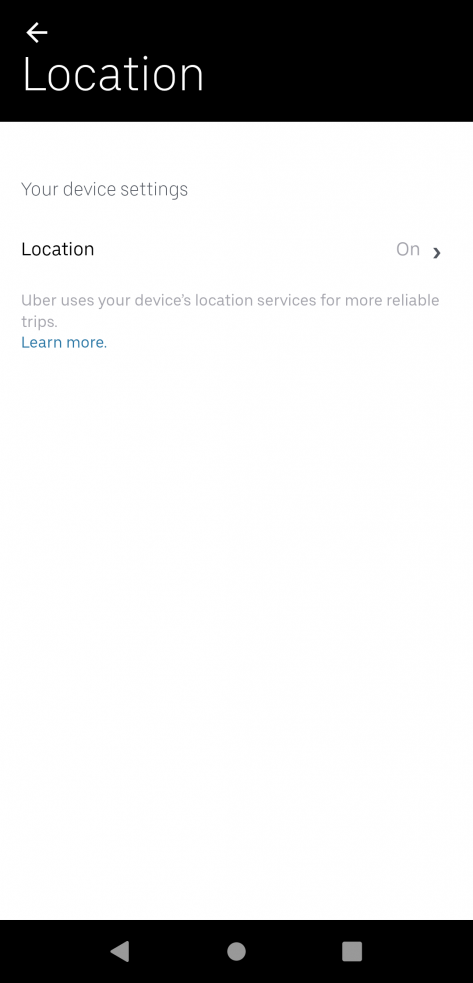 Location
Your device settings
Location On
Uber uses your device's location services for more reliable
trips.
Learn more.